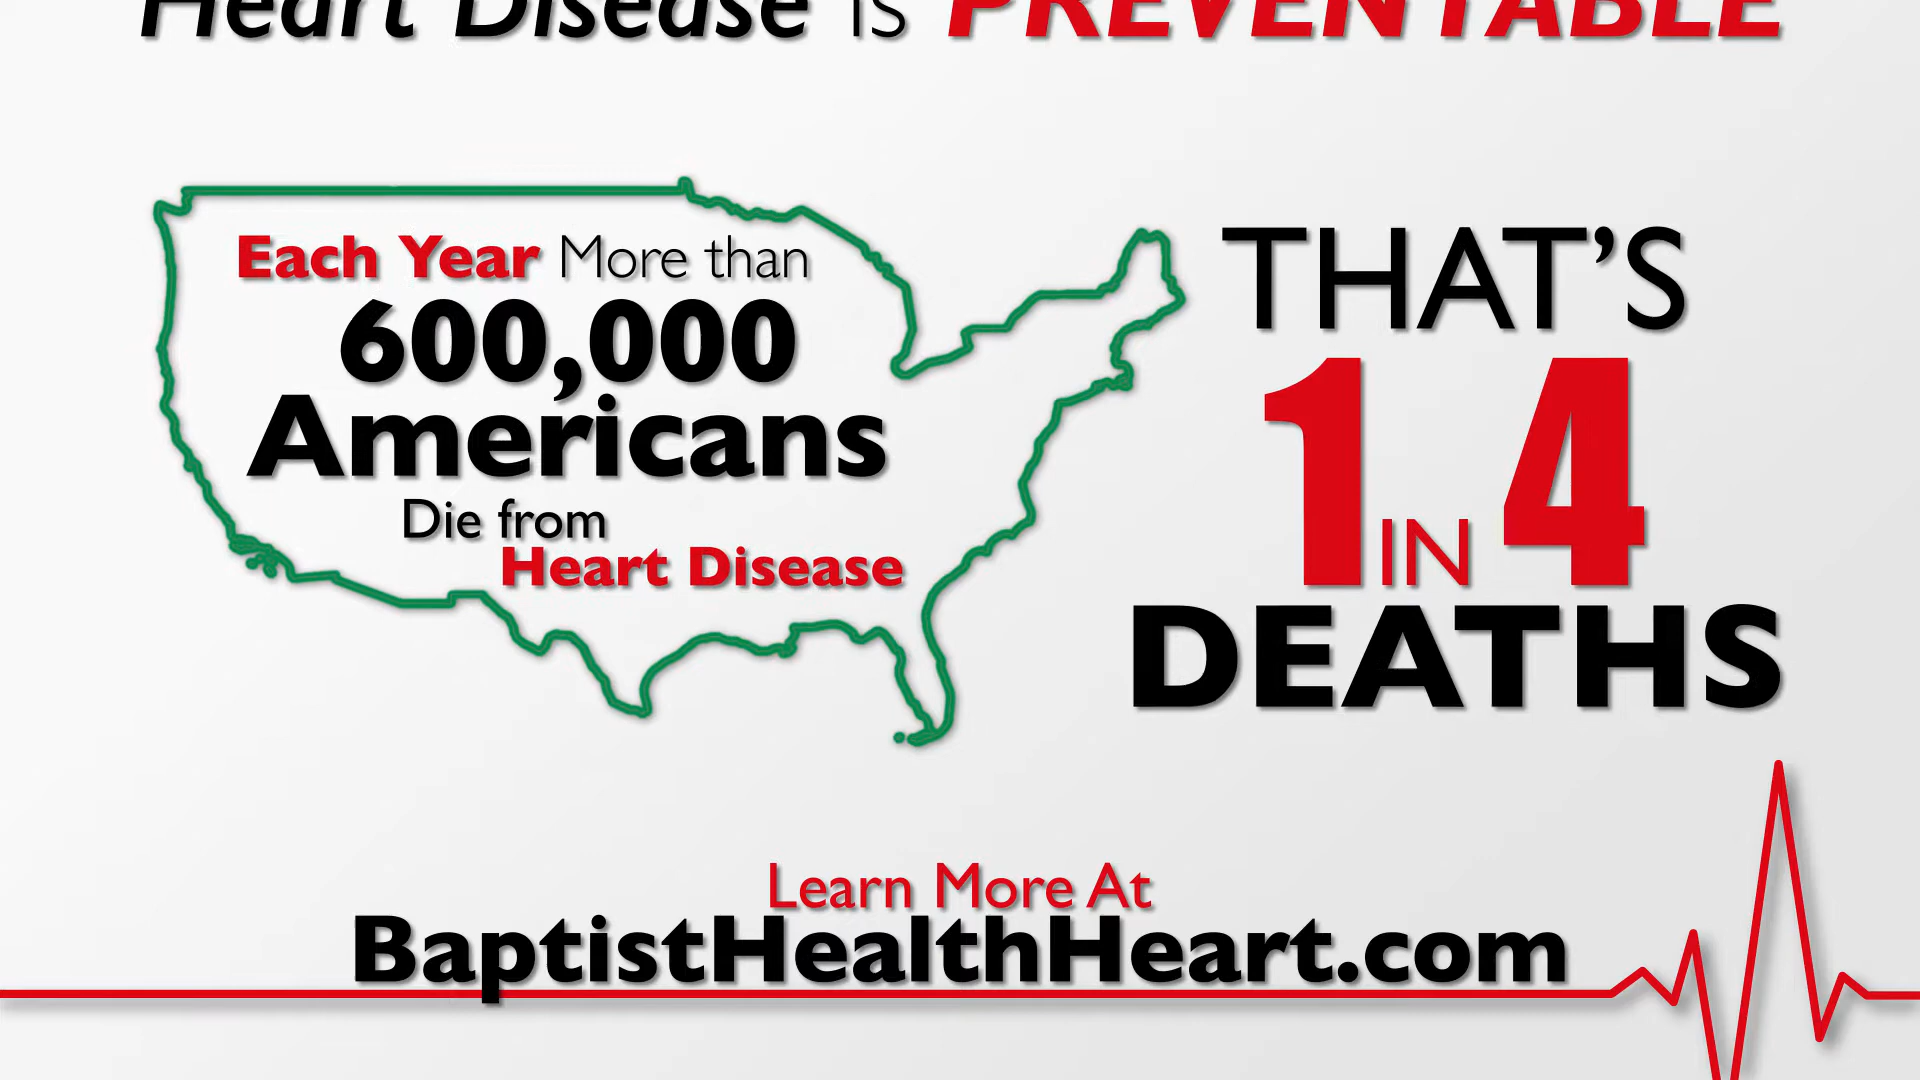 Heart Disease is PREVENTABLE
Each Year More than
600,000
Americans
Die from
Heart Disease
THAT'S
1 IN 4
DEATHS
Learn More At
BaptistHealthHeart.com